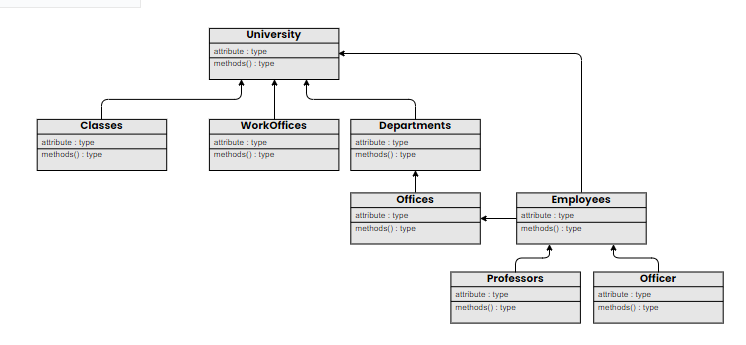 University
attribute : type
methods() : type
Classes
attribute : type
methods() : type
WorkOffices
attribute : type
methods() : type
Departments
attribute : type
methods() : type
Offices
attribute : type
methods() : type
Employees
attribute : type
methods() : type
Professors
attribute : type
methods() : type
Officer
attribute : type
methods() : type